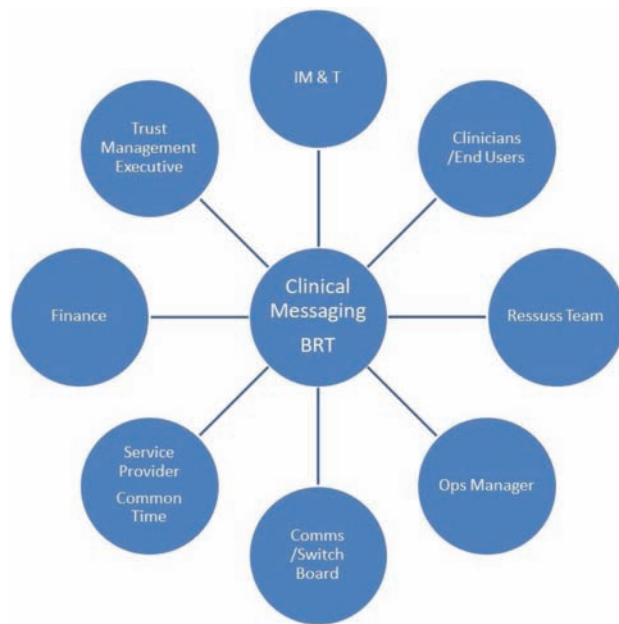 IM & T
Trust
Management
Executive
Clinicians
/End Users
Finance
Clinical
Messaging
BRT
Ressuss Team
Service
Provider
Common
Time
Ops Manager
Comms
/Switch
Board